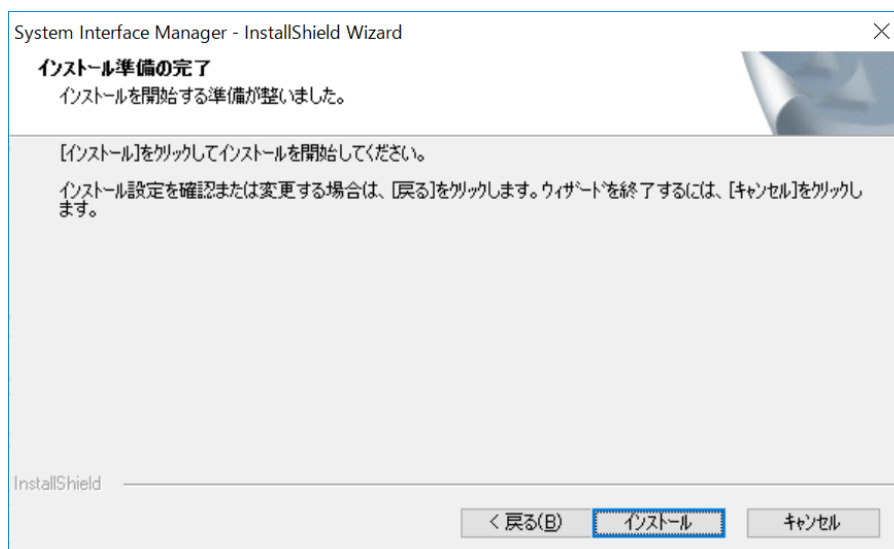 System Interface Manager - InstallShield Wizard
インストール準備の完了
インストールを開始する準備が整いました。
[インストール]をクリックしてインストールを開始してください。
インストール設定を確認または変更する場合は、[戻る]をクリックします。ウィザードを終了するには、[キャンセル]をクリックし
ます。
InstallShield
< 戻る(B)
インストール
キャンセル